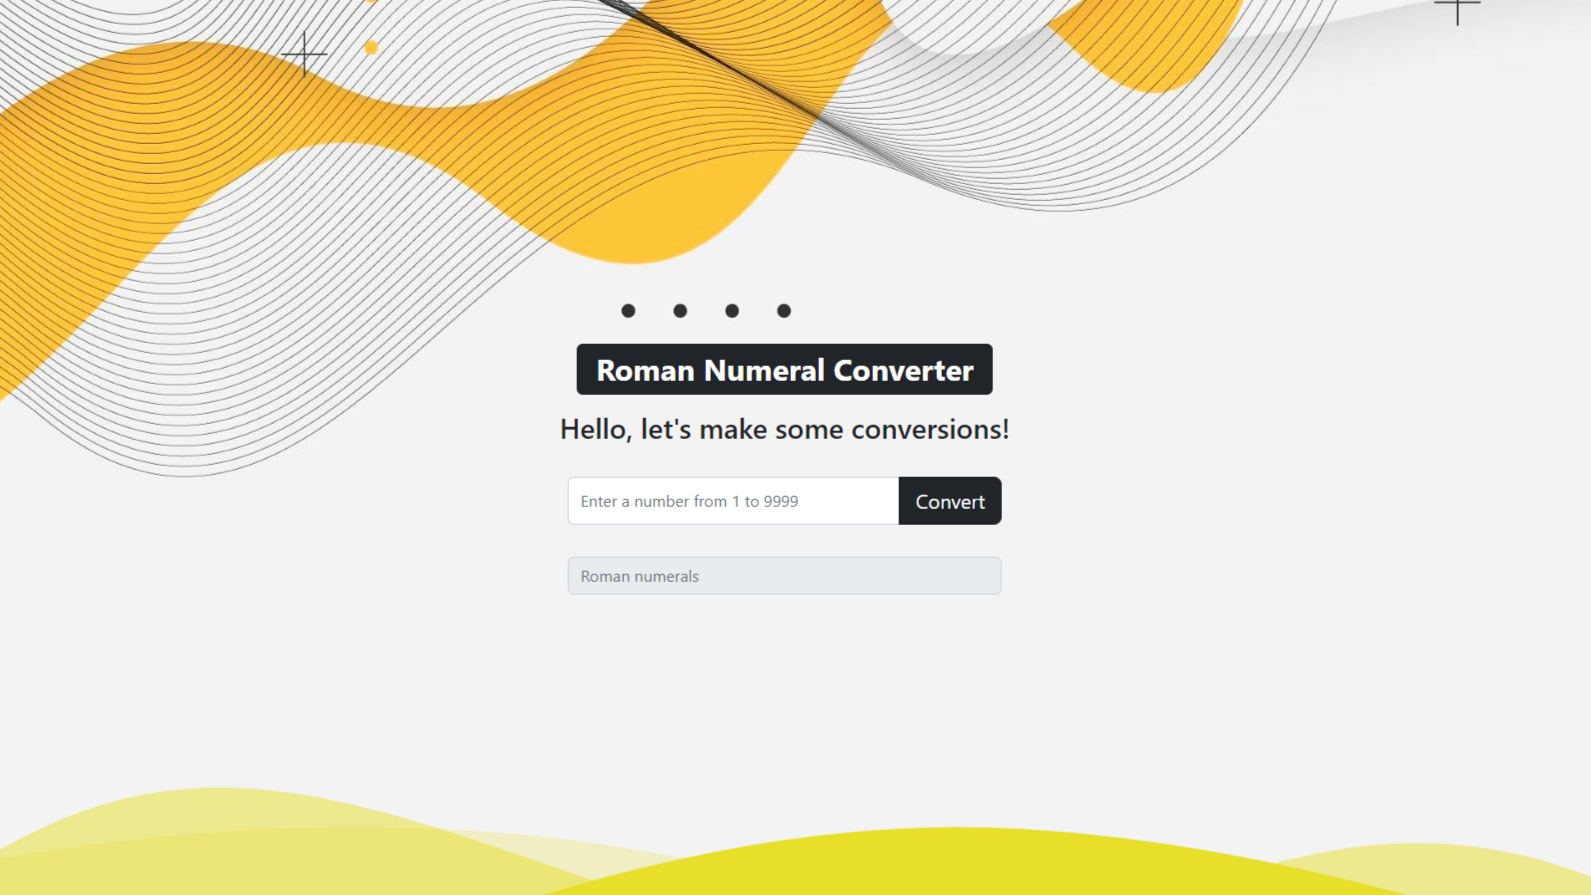 Roman Numeral Converter
Hello, let's make some conversions!
Enter a number from 1 to 9999
Convert
Roman numerals